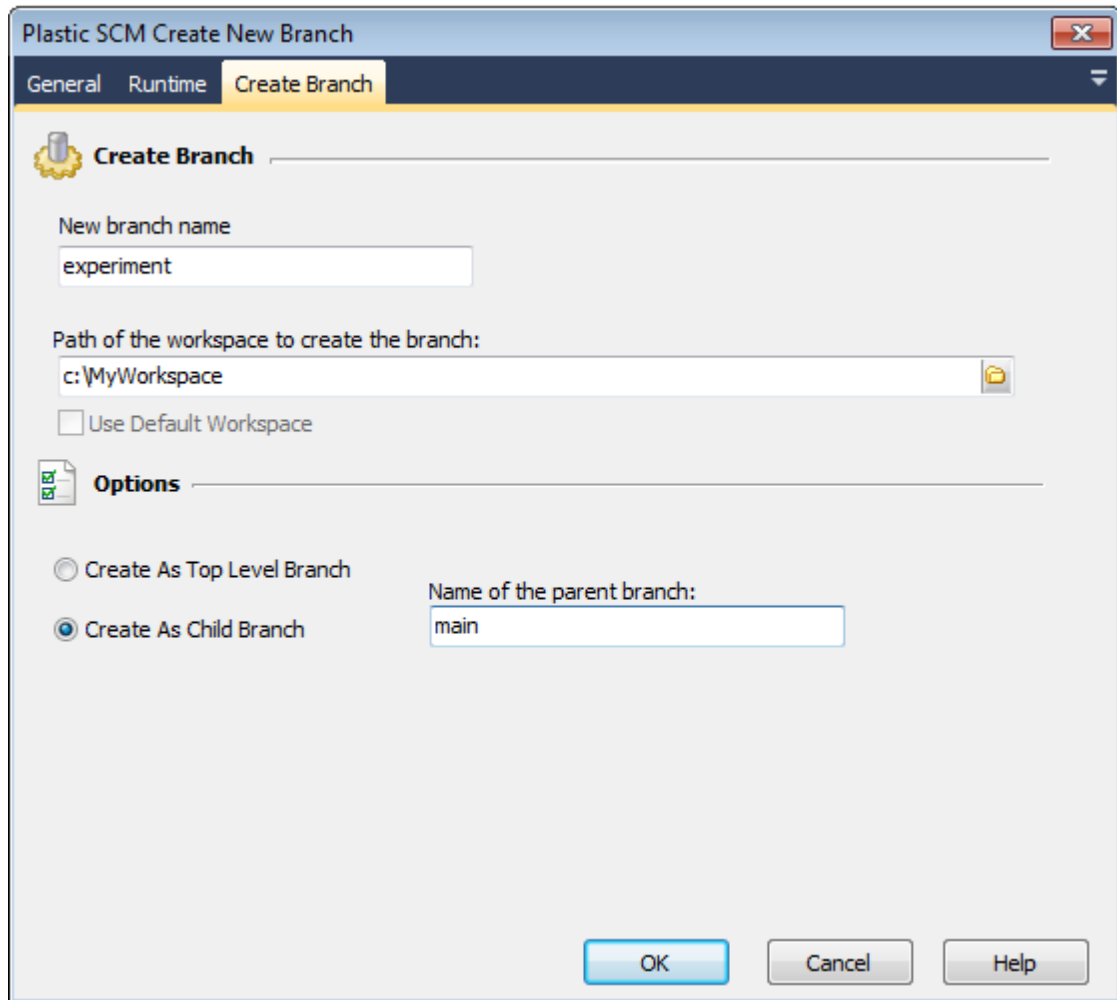 Plastic SCM Create New Branch
General Runtime Create Branch
Create Branch
New branch name
experiment
Path of the workspace to create the branch:
c:\MyWorkspace
Use Default Workspace
Options
Create As Top Level Branch
Name of the parent branch:
Create As Child Branch main
OK Cancel Help